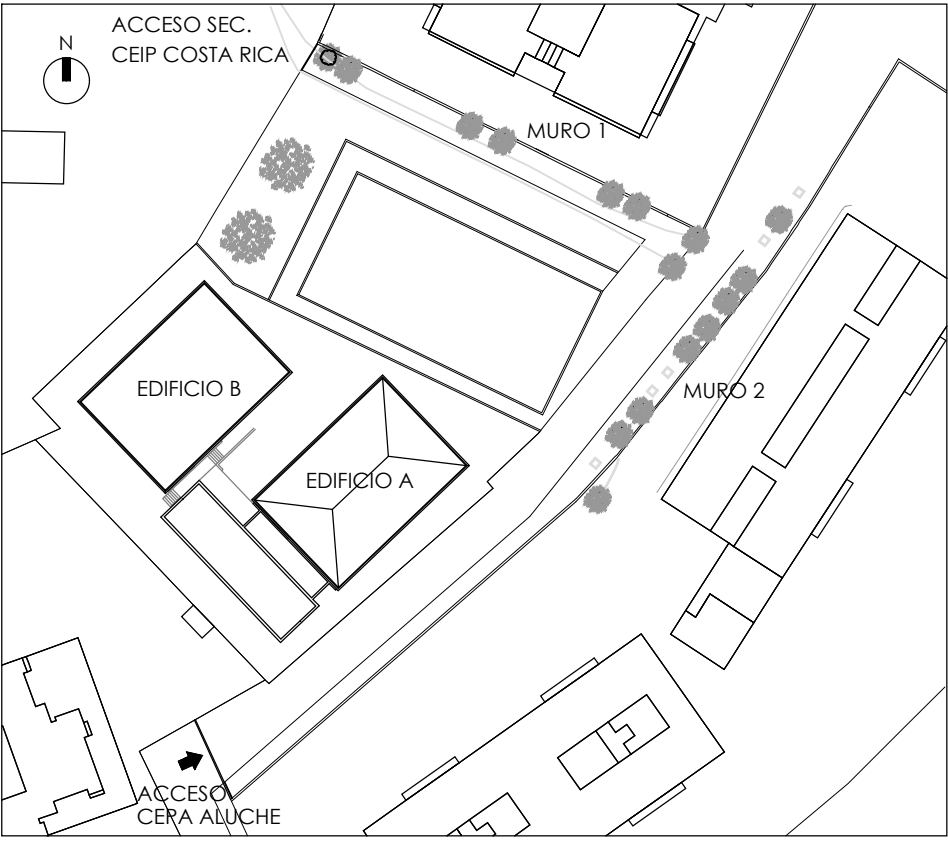 ACCESO SEC.
CEIP COSTA RICA
N
MURO 1
EDIFICIO B
MURO 2
EDIFICIO A
ACCESO
CEPA ALUCHE